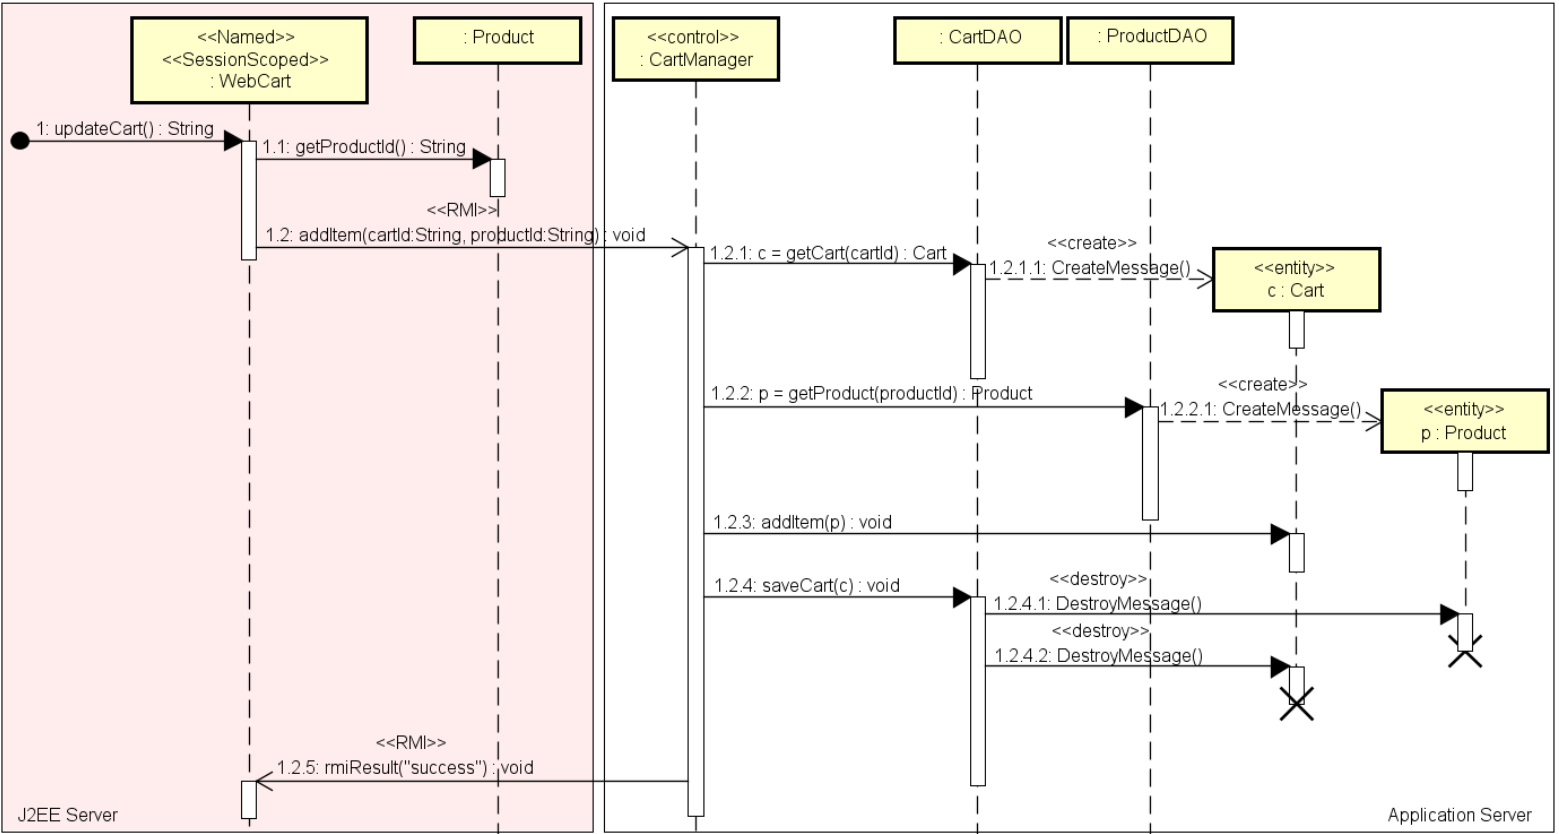 <<Named>>
<<SessionScoped>>
: WebCart
: Product
<<control>>
: CartManager
: CartDAO
: ProductDAO
1: updateCart() : String
1.1: getProductId() : String
<<RMI>>
1.2: addItem(cartId:String, productId:String) : void
1.2.1: c = getCart(cartId) : Cart
<<create>>
1.2.1.1: CreateMessage()
<<entity>>
c : Cart
1.2.2: p = getProduct(productId) : Product
<<create>>
1.2.2.1: CreateMessage()
<<entity>>
p : Product
1.2.3: addItem(p) : void
1.2.4: saveCart(c) : void
<<destroy>>
1.2.4.1: DestroyMessage()
<<destroy>>
1.2.4.2: DestroyMessage()
<<RMI>>
1.2.5: rmiResult("success") : void
J2EE Server
Application Server